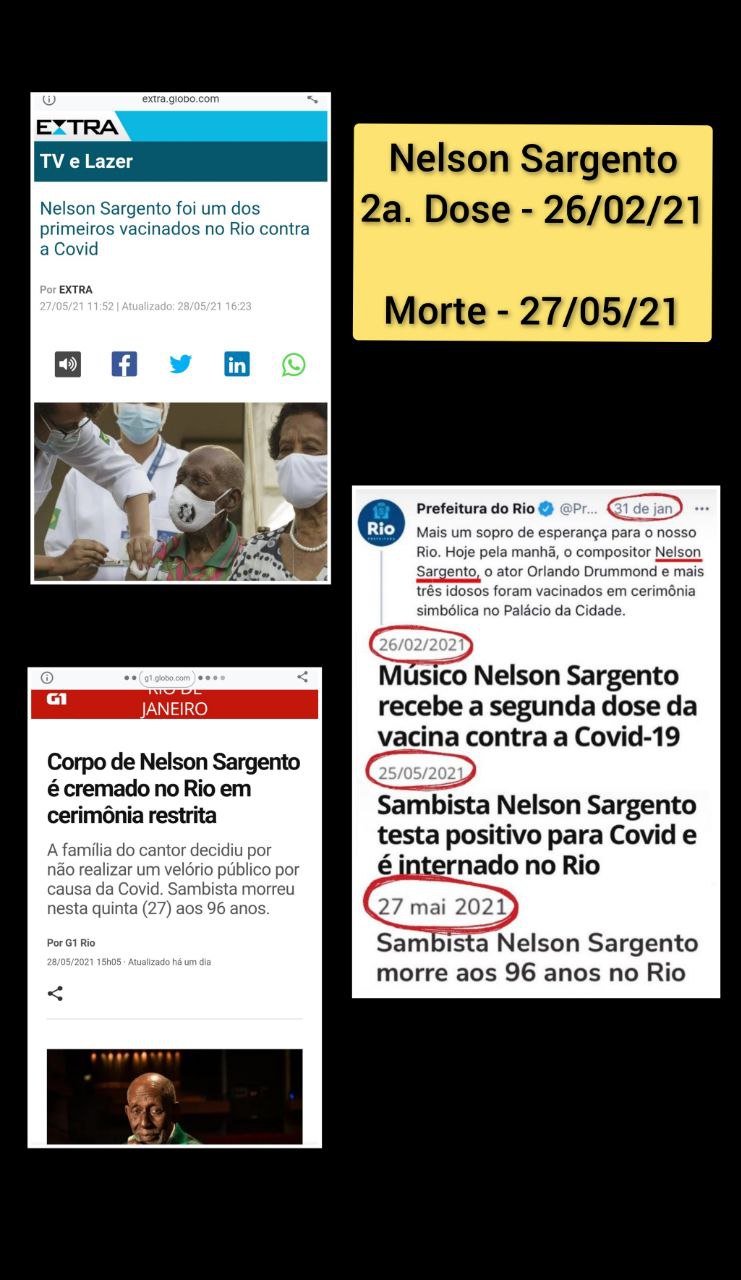 extra.globo.com
EXTRA
TV e Lazer
Nelson Sargento foi um dos
primeiros vacinados no Rio contra
a Covid
Por EXTRA
27/05/21 11:52 | Atualizado: 28/05/21 16:23
Nelson Sargento
2a. Dose - 26/02/21
Morte - 27/05/21
Rio
PREFEITURA
Prefeitura do Rio @Pr... 31 de jan
Mais um sopro de esperança para o nosso
Rio. Hoje pela manhã, o compositor Nelson
Sargento, o ator Orlando Drummond e mais
três idosos foram vacinados em cerimônia
simbólica no Palácio da Cidade.
26/02/2021
Músico Nelson Sargento
recebe a segunda dose da
vacina contra a Covid-19
25/05/2021
Sambista Nelson Sargento
testa positivo para Covid e
é internado no Rio
27 mai 2021
Sambista Nelson Sargento
morre aos 96 anos no Rio
g1.globo.com
G1
RIO DE
JANEIRO
Corpo de Nelson Sargento
é cremado no Rio em
cerimônia restrita
A família do cantor decidiu por
não realizar um velório público por
causa da Covid. Sambista morreu
nesta quinta (27) aos 96 anos.
Por G1 Rio
28/05/2021 15h05 · Atualizado há um dia